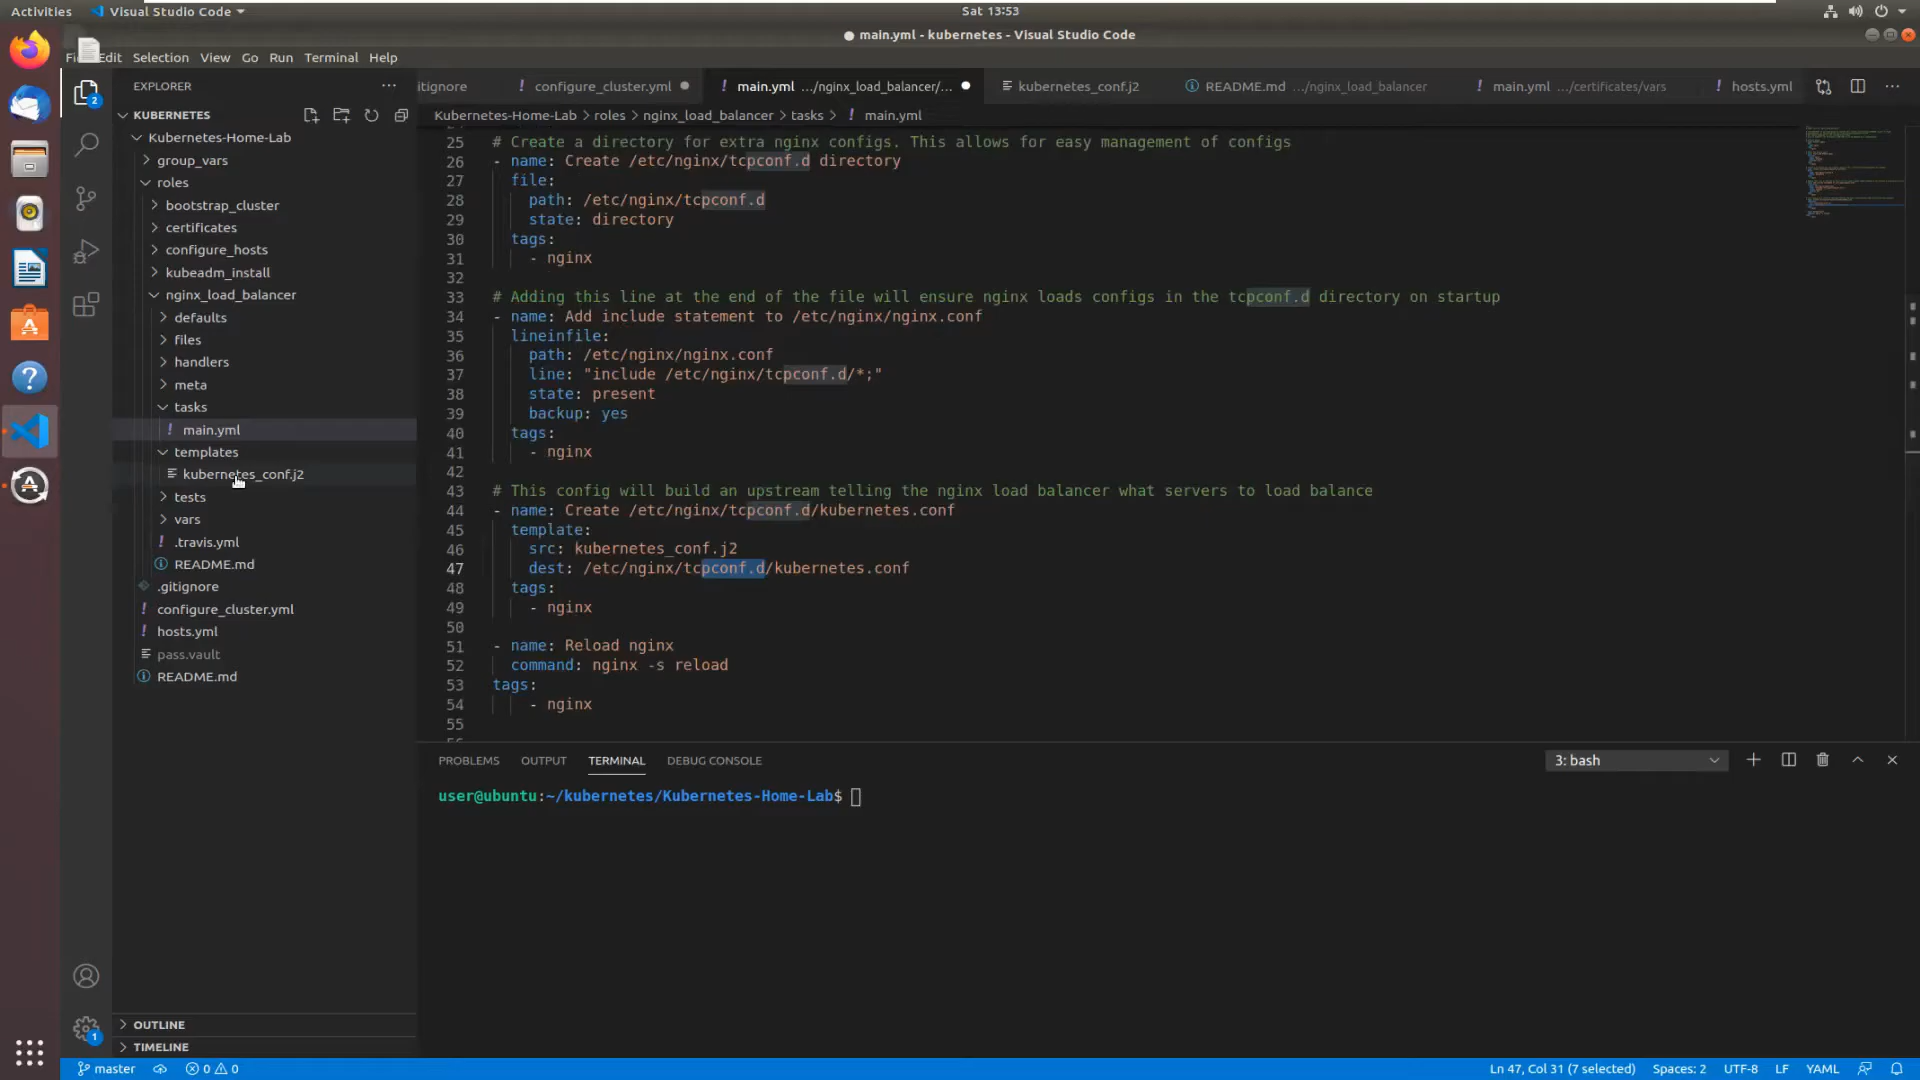 Activities
Visual Studio Code
Sat 13:53
main.yml - kubernetes - Visual Studio Code
Edit Selection View Go Run Terminal Help
EXPLORER
KUBERNETES
Kubernetes-Home-Lab
group_vars
roles
bootstrap_cluster
certificates
configure_hosts
kubeadm_install
nginx_load_balancer
defaults
files
handlers
meta
tasks
main.yml
templates
kubernetes_conf.j2
tests
vars
.travis.yml
README.md
.gitignore
configure_cluster.yml
hosts.yml
pass.vault
README.md
OUTLINE
TIMELINE
itignore configure_cluster.yml main.yml .../nginx_load_balancer/... kubernetes_conf.j2 README.md .../nginx_load_balancer main.yml .../certificates/vars hosts.yml
Kubernetes-Home-Lab > roles > nginx_load_balancer > tasks > main.yml
25 # Create a directory for extra nginx configs. This allows for easy management of configs
26 - name: Create /etc/nginx/tcpconf.d directory
27 file:
28 path: /etc/nginx/tcpconf.d
29 state: directory
30 tags:
31 - nginx
32
33 # Adding this line at the end of the file will ensure nginx loads configs in the tcpconf.d directory on startup
34 - name: Add include statement to /etc/nginx/nginx.conf
35 lineinfile:
36 path: /etc/nginx/nginx.conf
37 line: "include /etc/nginx/tcpconf.d/*;"
38 state: present
39 backup: yes
40 tags:
41 - nginx
42
43 # This config will build an upstream telling the nginx load balancer what servers to load balance
44 - name: Create /etc/nginx/tcpconf.d/kubernetes.conf
45 template:
46 src: kubernetes_conf.j2
47 dest: /etc/nginx/tcpconf.d/kubernetes.conf
48 tags:
49 - nginx
50
51 - name: Reload nginx
52 command: nginx -s reload
53 tags:
54 - nginx
55
PROBLEMS OUTPUT TERMINAL DEBUG CONSOLE
3: bash
user@ubuntu:~/kubernetes/Kubernetes-Home-Lab$
2
1
master
0 0
Ln 47, Col 31 (7 selected) Spaces: 2 UTF-8 LF YAML